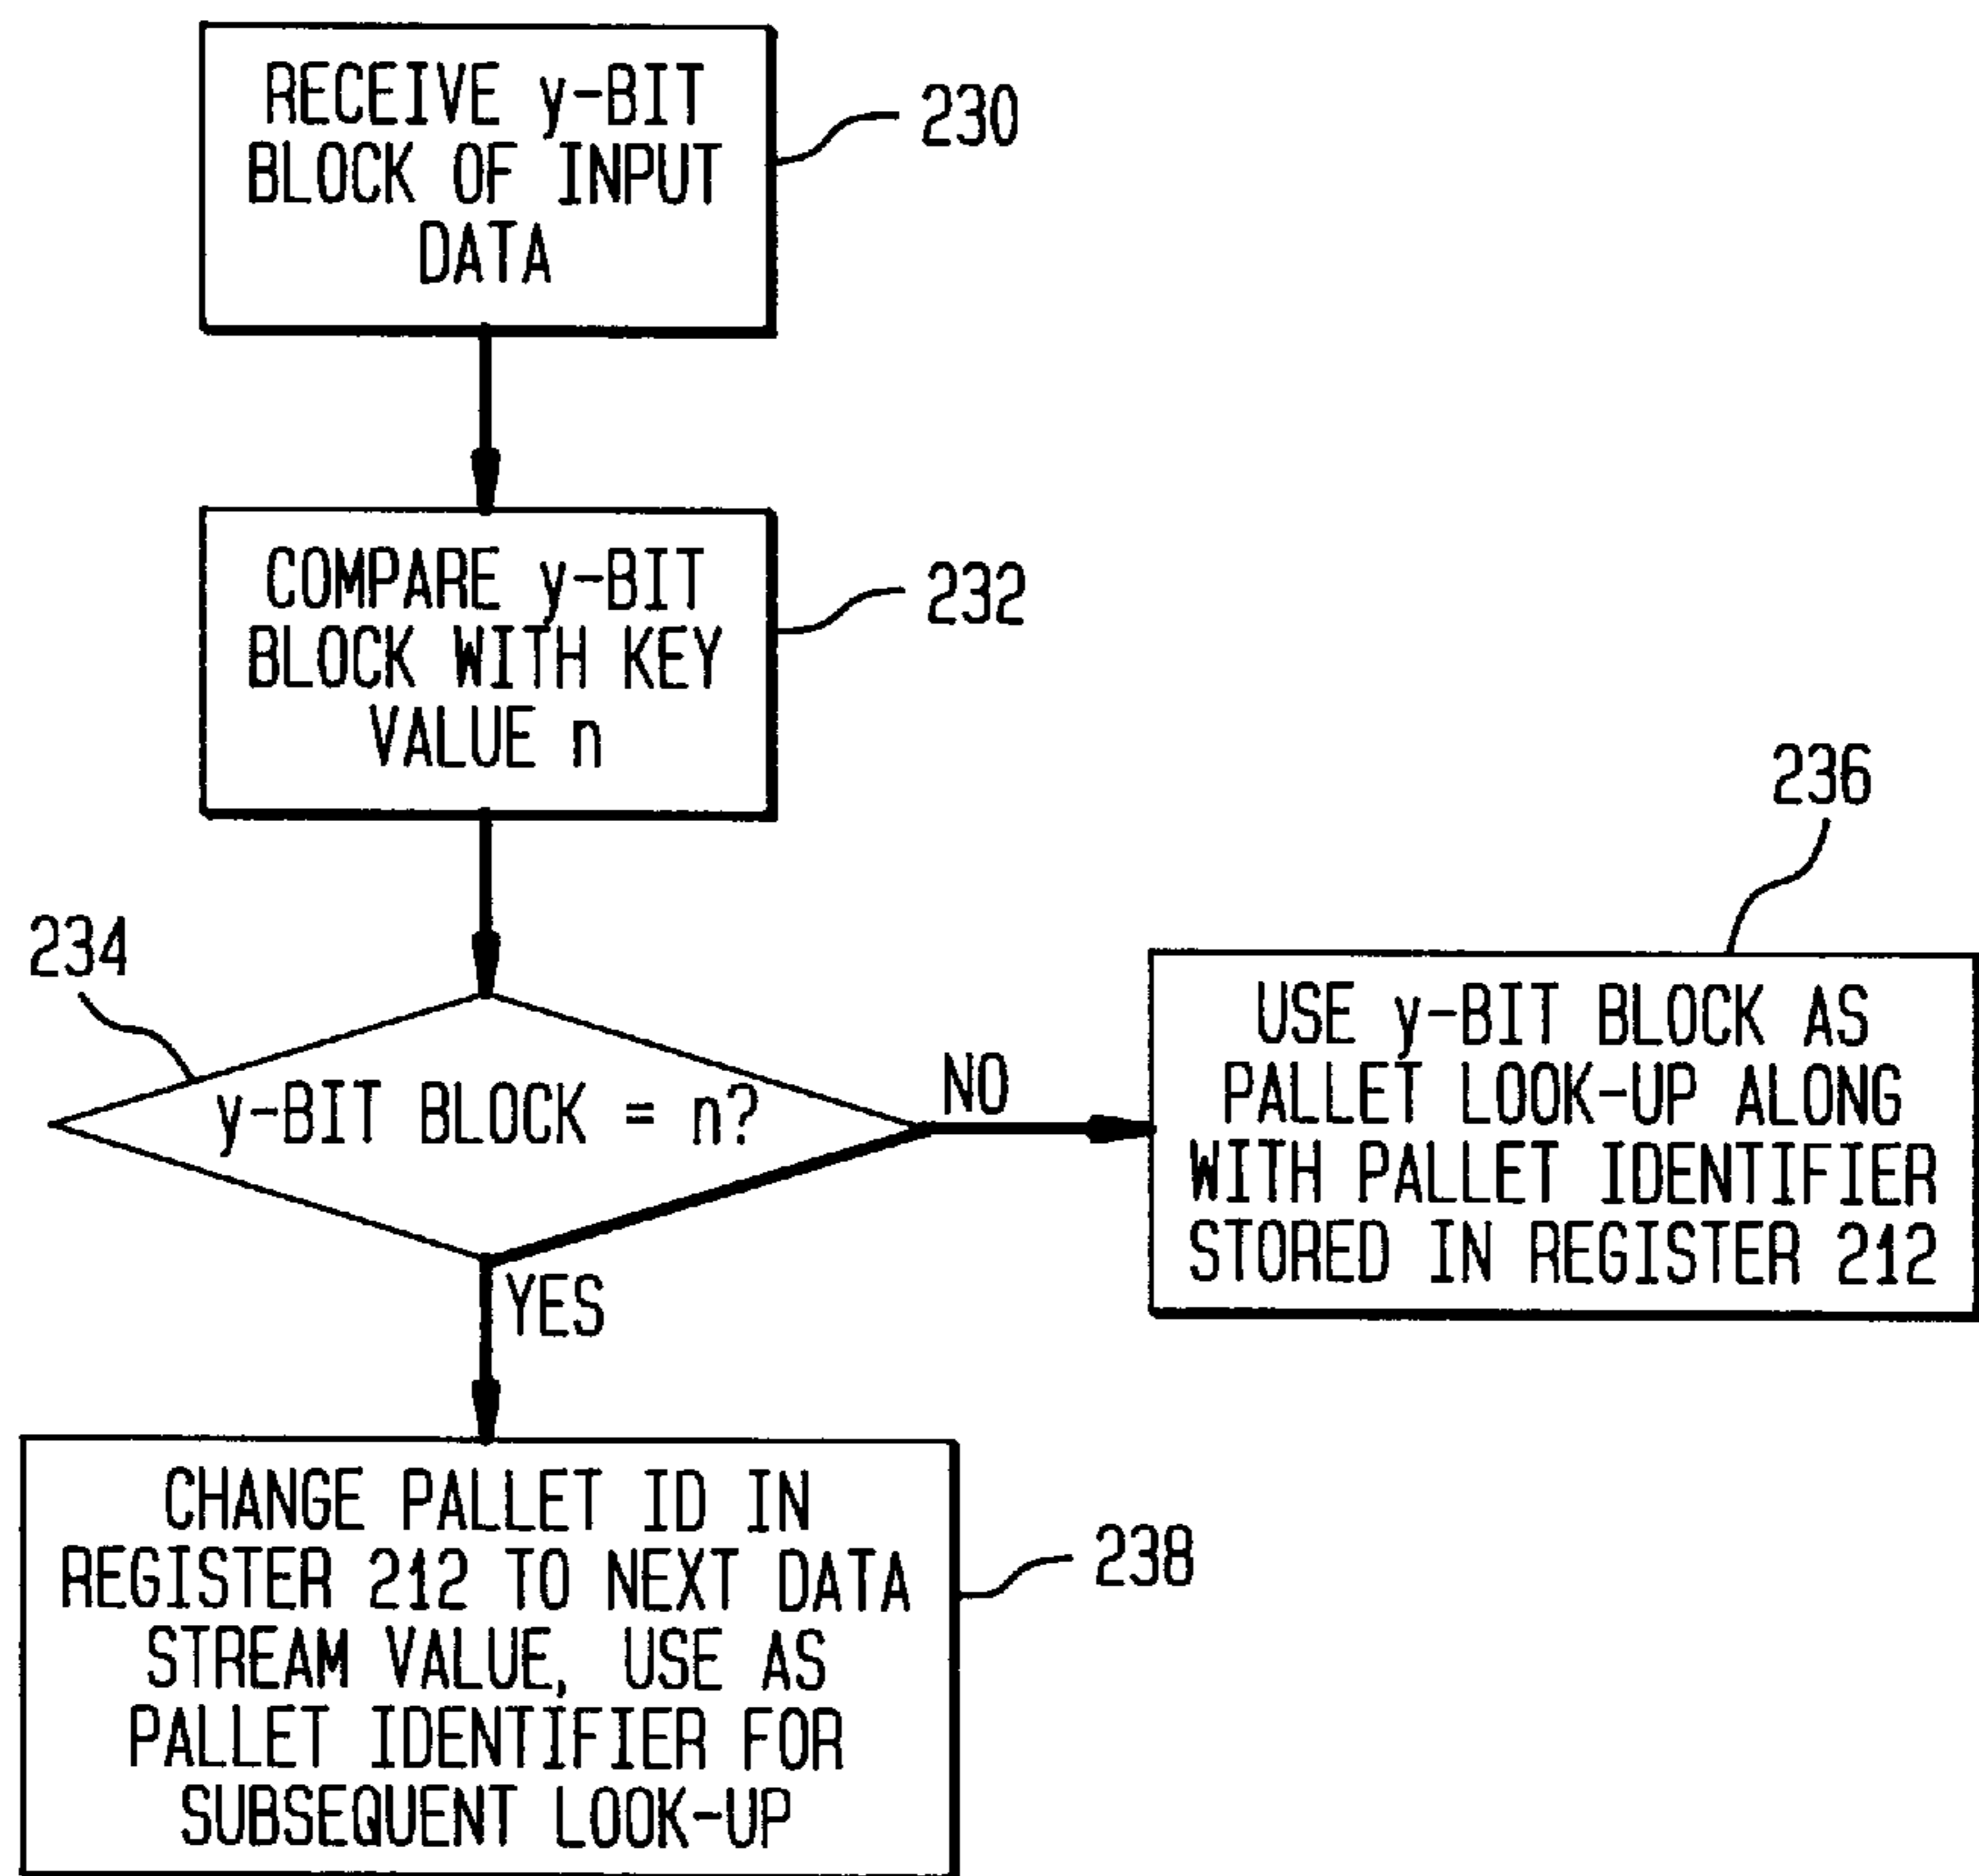 RECEIVE y-BIT
BLOCK OF INPUT
DATA
230
COMPARE y-BIT
BLOCK WITH KEY
VALUE n
232
234
y-BIT BLOCK = n?
NO
YES
236
USE y-BIT BLOCK AS
PALLET LOOK-UP ALONG
WITH PALLET IDENTIFIER
STORED IN REGISTER 212
CHANGE PALLET ID IN
REGISTER 212 TO NEXT DATA
STREAM VALUE, USE AS
PALLET IDENTIFIER FOR
SUBSEQUENT LOOK-UP
238